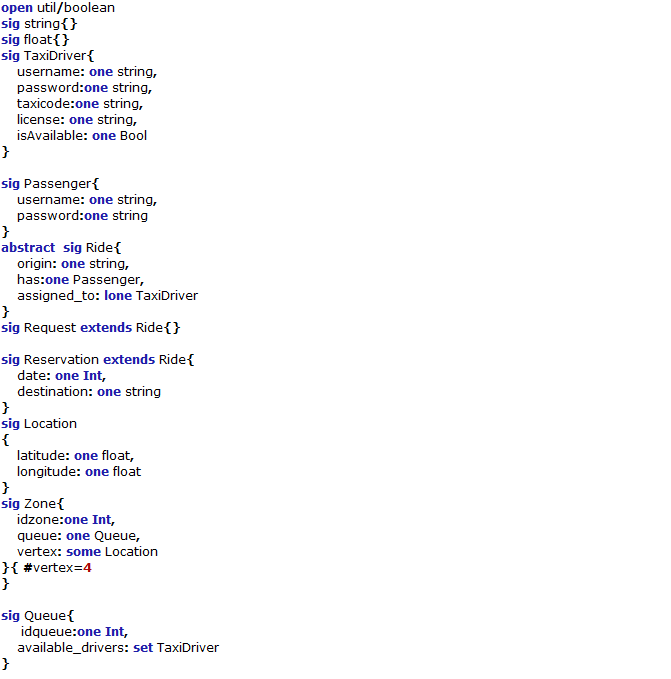 open util/boolean
sig string{}
sig float{}
sig TaxiDriver{
username: one string,
password:one string,
taxicode:one string,
license: one string,
isAvailable: one Bool
}
sig Passenger{
username: one string,
password:one string
}
abstract  sig Ride{
origin: one string,
has:one Passenger,
assigned_to: lone TaxiDriver
}
sig Request extends Ride{}
sig Reservation extends Ride{
date: one Int,
destination: one string
}
sig Location
{
latitude: one float,
longitude: one float
}
sig Zone{
idzone:one Int,
queue: one Queue,
vertex: some Location
}{ #vertex=4
}
sig Queue{
idqueue:one Int,
available_drivers: set TaxiDriver
}